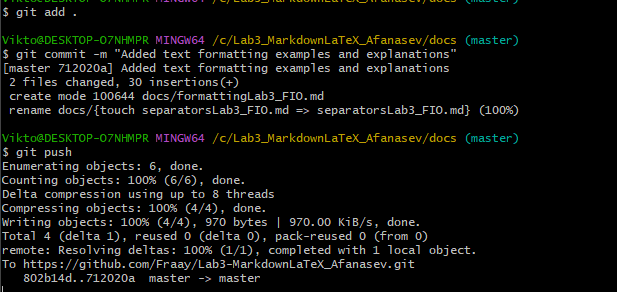 $ git add .
Vikto@DESKTOP-O7NHMPR MINGW64 /c/Lab3_MarkdownLaTeX_Afanasev/docs (master)
$ git commit -m "Added text formatting examples and explanations"
[master 712020a] Added text formatting examples and explanations
 2 files changed, 30 insertions(+)
 create mode 100644 docs/formattingLab3_FIO.md
 rename docs/{touch separatorsLab3_FIO.md => separatorsLab3_FIO.md} (100%)
Vikto@DESKTOP-O7NHMPR MINGW64 /c/Lab3_MarkdownLaTeX_Afanasev/docs (master)
$ git push
Enumerating objects: 6, done.
Counting objects: 100% (6/6), done.
Delta compression using up to 8 threads
Compressing objects: 100% (4/4), done.
Writing objects: 100% (4/4), 970 bytes | 970.00 KiB/s, done.
Total 4 (delta 1), reused 0 (delta 0), pack-reused 0 (from 0)
remote: Resolving deltas: 100% (1/1), completed with 1 local object.
To https://github.com/Fraay/Lab3-MarkdownLaTeX_Afanasev.git
   802b14d..712020a  master -> master